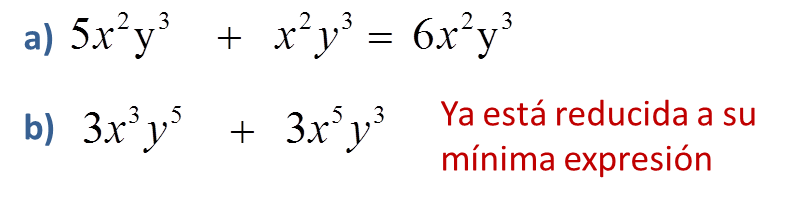 a) 5x²y³ + x²y³ = 6x²y³
b) 3x³y⁵ + 3x⁵y³ Ya está reducida a su
mínima expresión